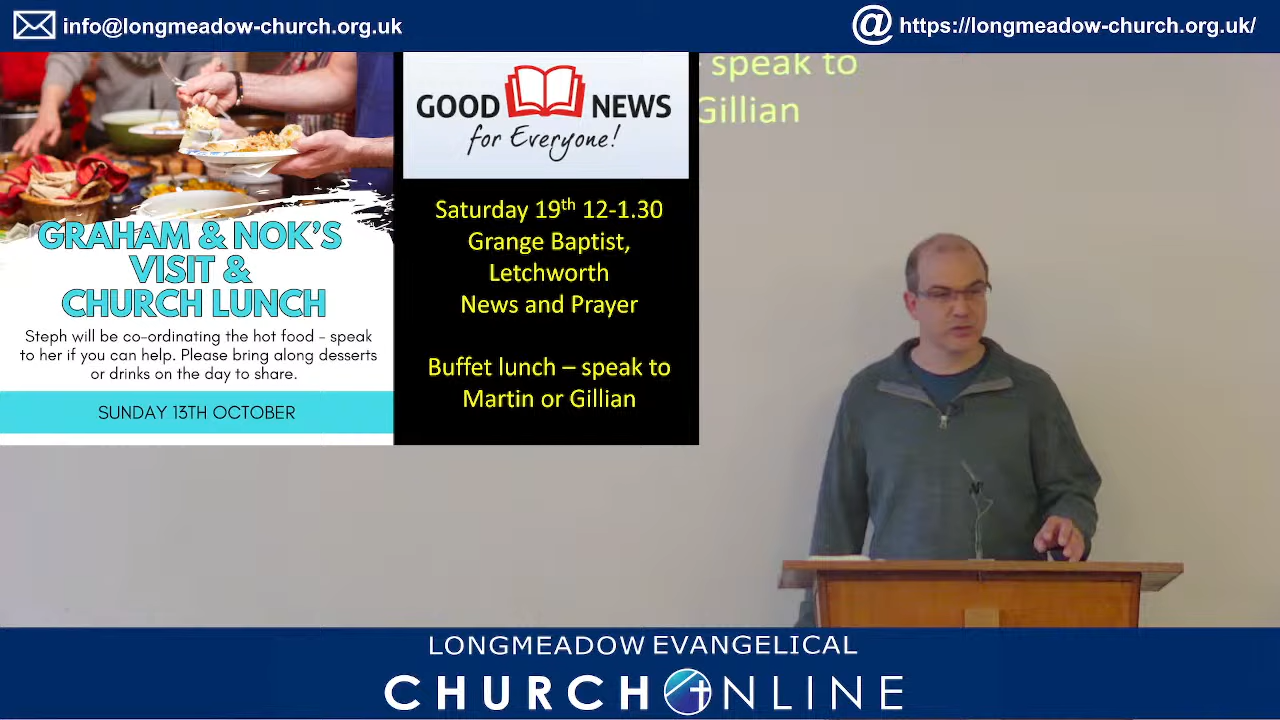 info@longmeadow-church.org.uk
https://longmeadow-church.org.uk/
GRAHAM & NOK'S
VISIT &
CHURCH LUNCH
Steph will be co-ordinating the hot food - speak
to her if you can help. Please bring along desserts
or drinks on the day to share.
SUNDAY 13TH OCTOBER
GOOD NEWS
for Everyone!
Saturday 19th 12-1.30
Grange Baptist,
Letchworth
News and Prayer
Buffet lunch – speak to
Martin or Gillian
- speak to
Gillian
LONGMEADOW EVANGELICAL
CHURCH ONLINE